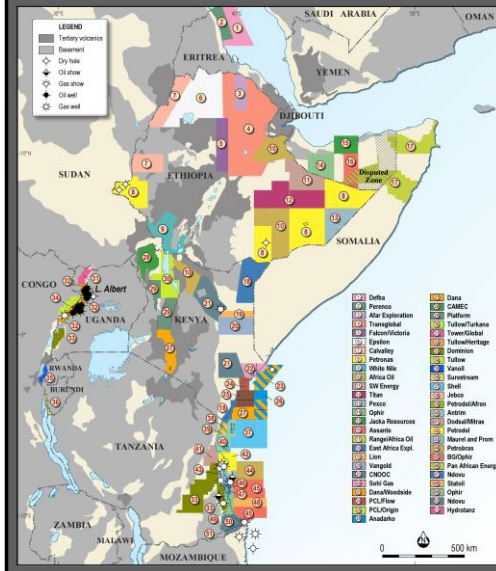 SAUDI ARABIA
OMAN
LEGEND
Tertiary volcanics
Basement
Dry hole
Oil show
Gas show
Oil well
Gas well
ERITREA
YEMEN
DJIBOUTI
SUDAN
ETHIOPIA
Disputed
Zone
SOMALIA
CONGO
L. Albert
UGANDA
KENYA
RWANDA
BURUNDI
TANZANIA
ZAMBIA
MALAWI
MOZAMBIQUE
Defba
Perenco
Afar Exploration
Transglobal
Falcon/Victoria
Epsilon
Calvalley
Petronas
White Nile
Africa Oil
SW Energy
Titan
Pexco
Ophir
Jacka Resources
Assante
Range/Africa Oil
East Africa Expl.
Lion
Vangold
CNOOC
Sohi Gas
Dana/Woodside
PCL/Flow
PCL/Origin
Anadarko
Dana
CAMEC
Platform
Tullow/Turkana
Tower/Global
Tullow/Heritage
Dominion
Tullow
Vanoil
Surestream
Shell
Jebco
Petrodel/Afren
Antrim
Dodsal/Mitras
Petrodel
Maurel and Prom
Petrobras
BG/Ophir
Pan African Energy
Ndovu
Statoil
Ophir
Ndovu
Hydrotanz
0 500 km